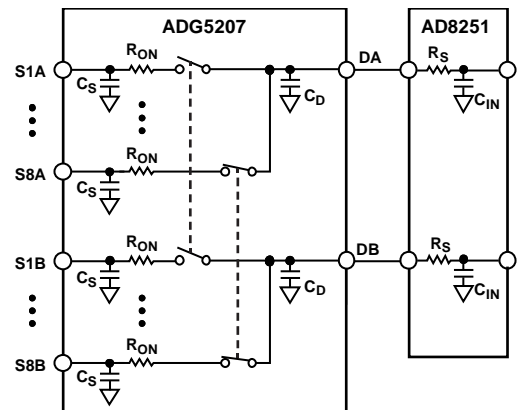 ADG5207 AD8251
RON DA RS
S1A
CS CD CIN
RON
S8A
CS
RON DB RS
S1B
CS CD CIN
RON
S8B
CS